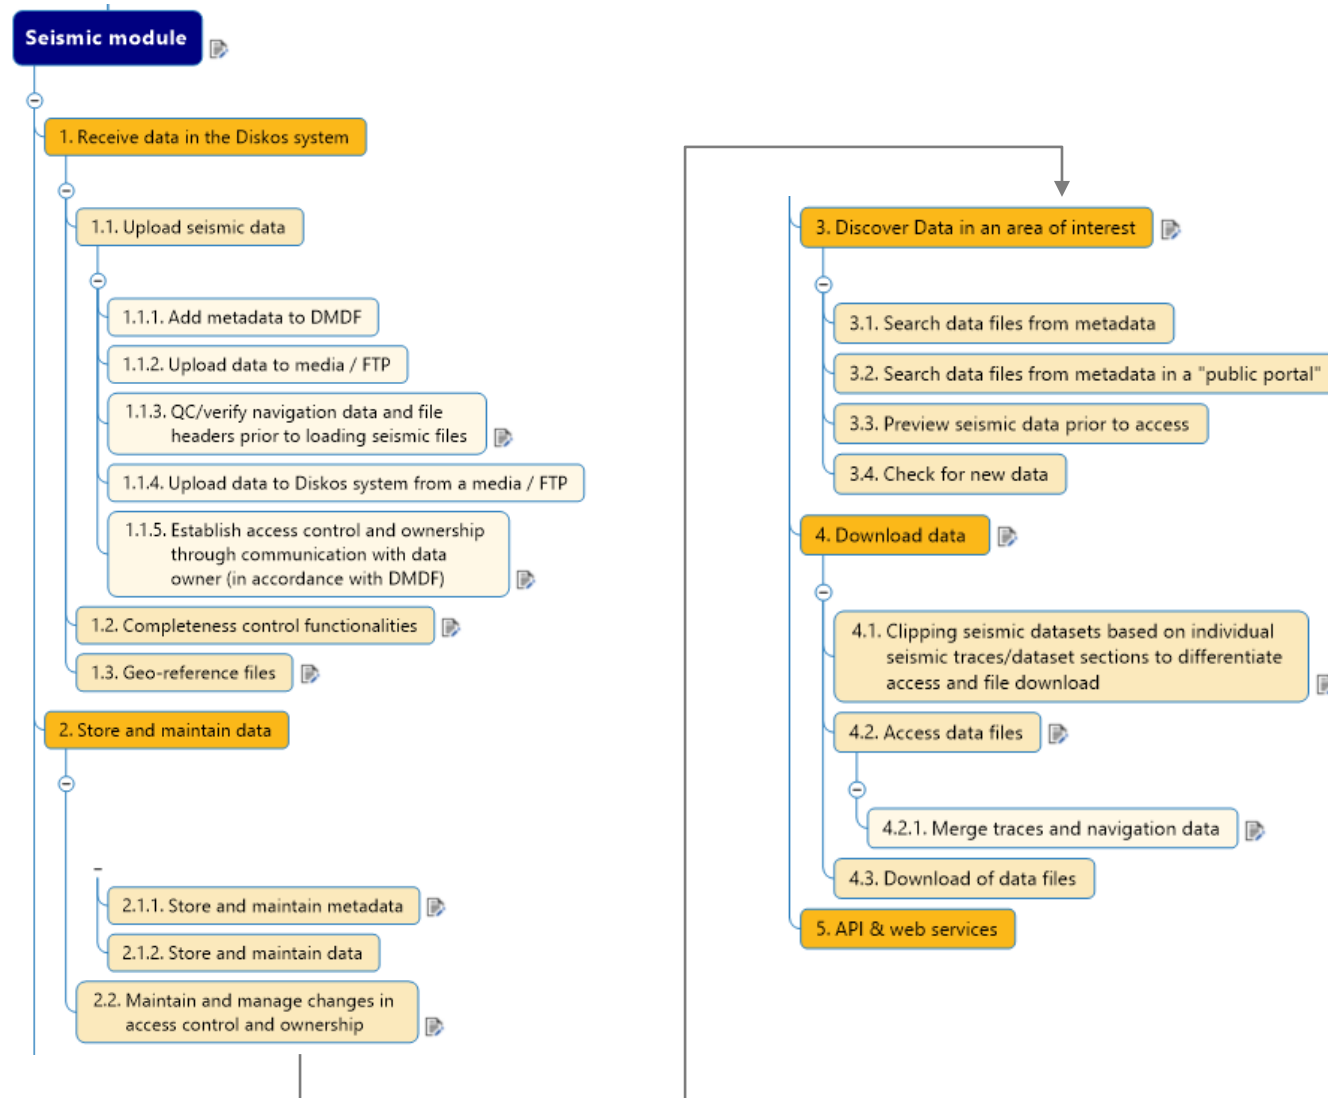 Seismic module
1. Receive data in the Diskos system
1.1. Upload seismic data
1.1.1. Add metadata to DMDF
1.1.2. Upload data to media / FTP
1.1.3. QC/verify navigation data and file
headers prior to loading seismic files
1.1.4. Upload data to Diskos system from a media / FTP
1.1.5. Establish access control and ownership
through communication with data
owner (in accordance with DMDF)
1.2. Completeness control functionalities
1.3. Geo-reference files
2. Store and maintain data
2.1.1. Store and maintain metadata
2.1.2. Store and maintain data
2.2. Maintain and manage changes in
access control and ownership
3. Discover Data in an area of interest
3.1. Search data files from metadata
3.2. Search data files from metadata in a "public portal"
3.3. Preview seismic data prior to access
3.4. Check for new data
4. Download data
4.1. Clipping seismic datasets based on individual
seismic traces/dataset sections to differentiate
access and file download
4.2. Access data files
4.2.1. Merge traces and navigation data
4.3. Download of data files
5. API & web services